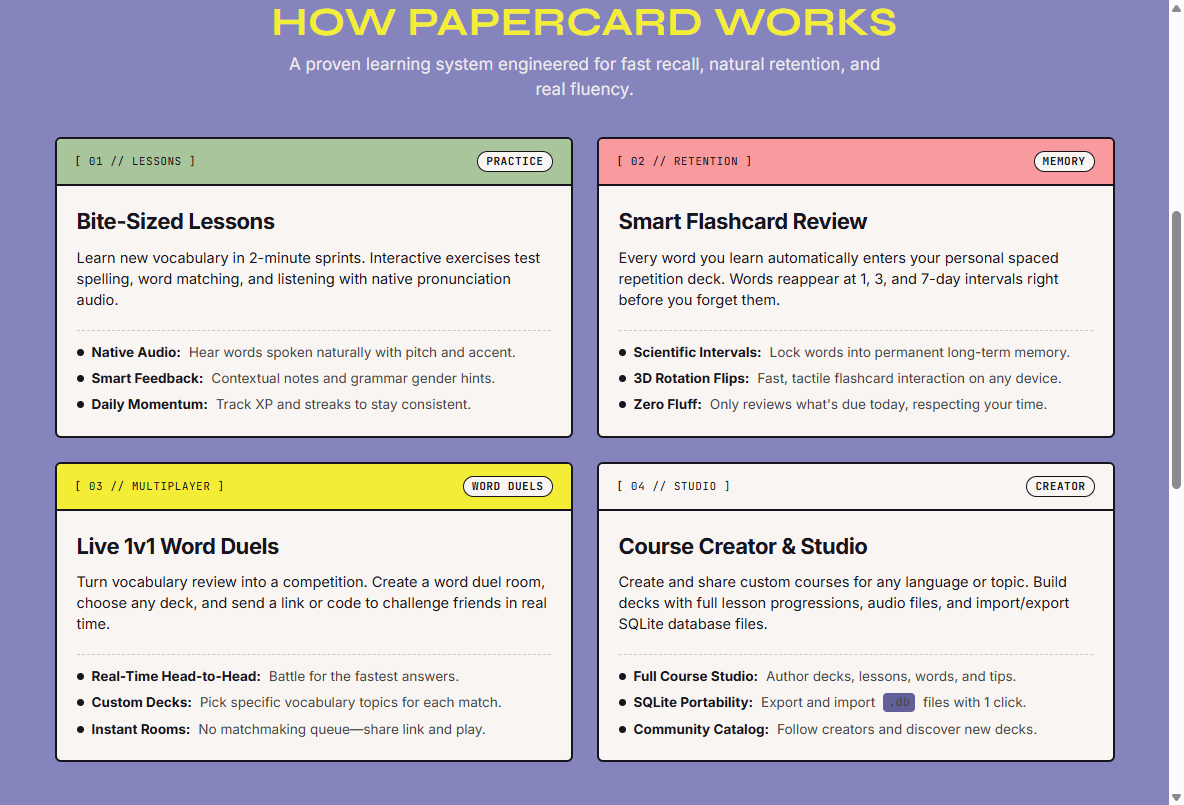 HOW PAPERCARD WORKS
A proven learning system engineered for fast recall, natural retention, and
real fluency.
[ 01 // LESSONS ]
PRACTICE
Bite-Sized Lessons
Learn new vocabulary in 2-minute sprints. Interactive exercises test
spelling, word matching, and listening with native pronunciation
audio.
Native Audio: Hear words spoken naturally with pitch and accent.
Smart Feedback: Contextual notes and grammar gender hints.
Daily Momentum: Track XP and streaks to stay consistent.
[ 02 // RETENTION ]
MEMORY
Smart Flashcard Review
Every word you learn automatically enters your personal spaced
repetition deck. Words reappear at 1, 3, and 7-day intervals right
before you forget them.
Scientific Intervals: Lock words into permanent long-term memory.
3D Rotation Flips: Fast, tactile flashcard interaction on any device.
Zero Fluff: Only reviews what's due today, respecting your time.
[ 03 // MULTIPLAYER ]
WORD DUELS
Live 1v1 Word Duels
Turn vocabulary review into a competition. Create a word duel room,
choose any deck, and send a link or code to challenge friends in real
time.
Real-Time Head-to-Head: Battle for the fastest answers.
Custom Decks: Pick specific vocabulary topics for each match.
Instant Rooms: No matchmaking queue—share link and play.
[ 04 // STUDIO ]
CREATOR
Course Creator & Studio
Create and share custom courses for any language or topic. Build
decks with full lesson progressions, audio files, and import/export
SQLite database files.
Full Course Studio: Author decks, lessons, words, and tips.
SQLite Portability: Export and import .db files with 1 click.
Community Catalog: Follow creators and discover new decks.